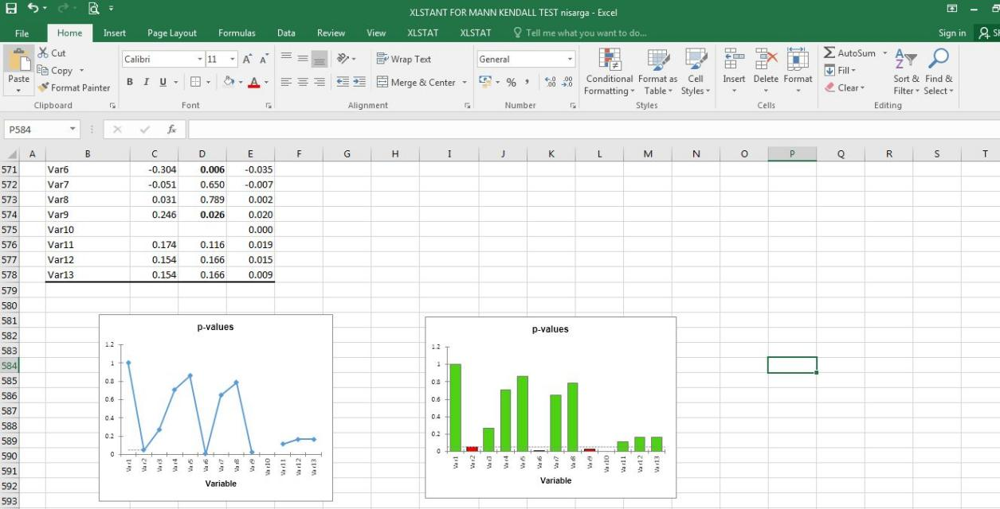 XLSTANT FOR MANN KENDALL TEST nisarga - Excel
File Home Insert Page Layout Formulas Data Review View XLSTAT XLSTAT Tell me what you want to do... Sign in
Paste
Cut
Copy
Format Painter
Clipboard
Calibri 11
B I U
Font
Wrap Text
Merge & Center
Alignment
General
%
Number
Conditional Formatting
Format as Table
Cell Styles
Styles
Insert Delete Format
Cells
AutoSum
Fill
Clear
Sort & Filter
Find & Select
Editing
P584 fx
A B C D E F G H I J K L M N O P Q R S T
571 Var6 -0.304 0.006 -0.035
572 Var7 -0.051 0.650 -0.007
573 Var8 0.031 0.789 0.002
574 Var9 0.246 0.026 0.020
575 Var10 0.000
576 Var11 0.174 0.116 0.019
577 Var12 0.154 0.166 0.015
578 Var13 0.154 0.166 0.009
579
580
581
582
583
584
585
586
587
588
589
590
591
592
593
p-values
1.2
1
0.8
0.6
0.4
0.2
0
Var1 Var2 Var3 Var4 Var5 Var6 Var7 Var8 Var9 Var10 Var11 Var12 Var13
Variable
p-values
1.2
1
0.8
0.6
0.4
0.2
0
Var1 Var2 Var3 Var4 Var5 Var6 Var7 Var8 Var9 Var10 Var11 Var12 Var13
Variable